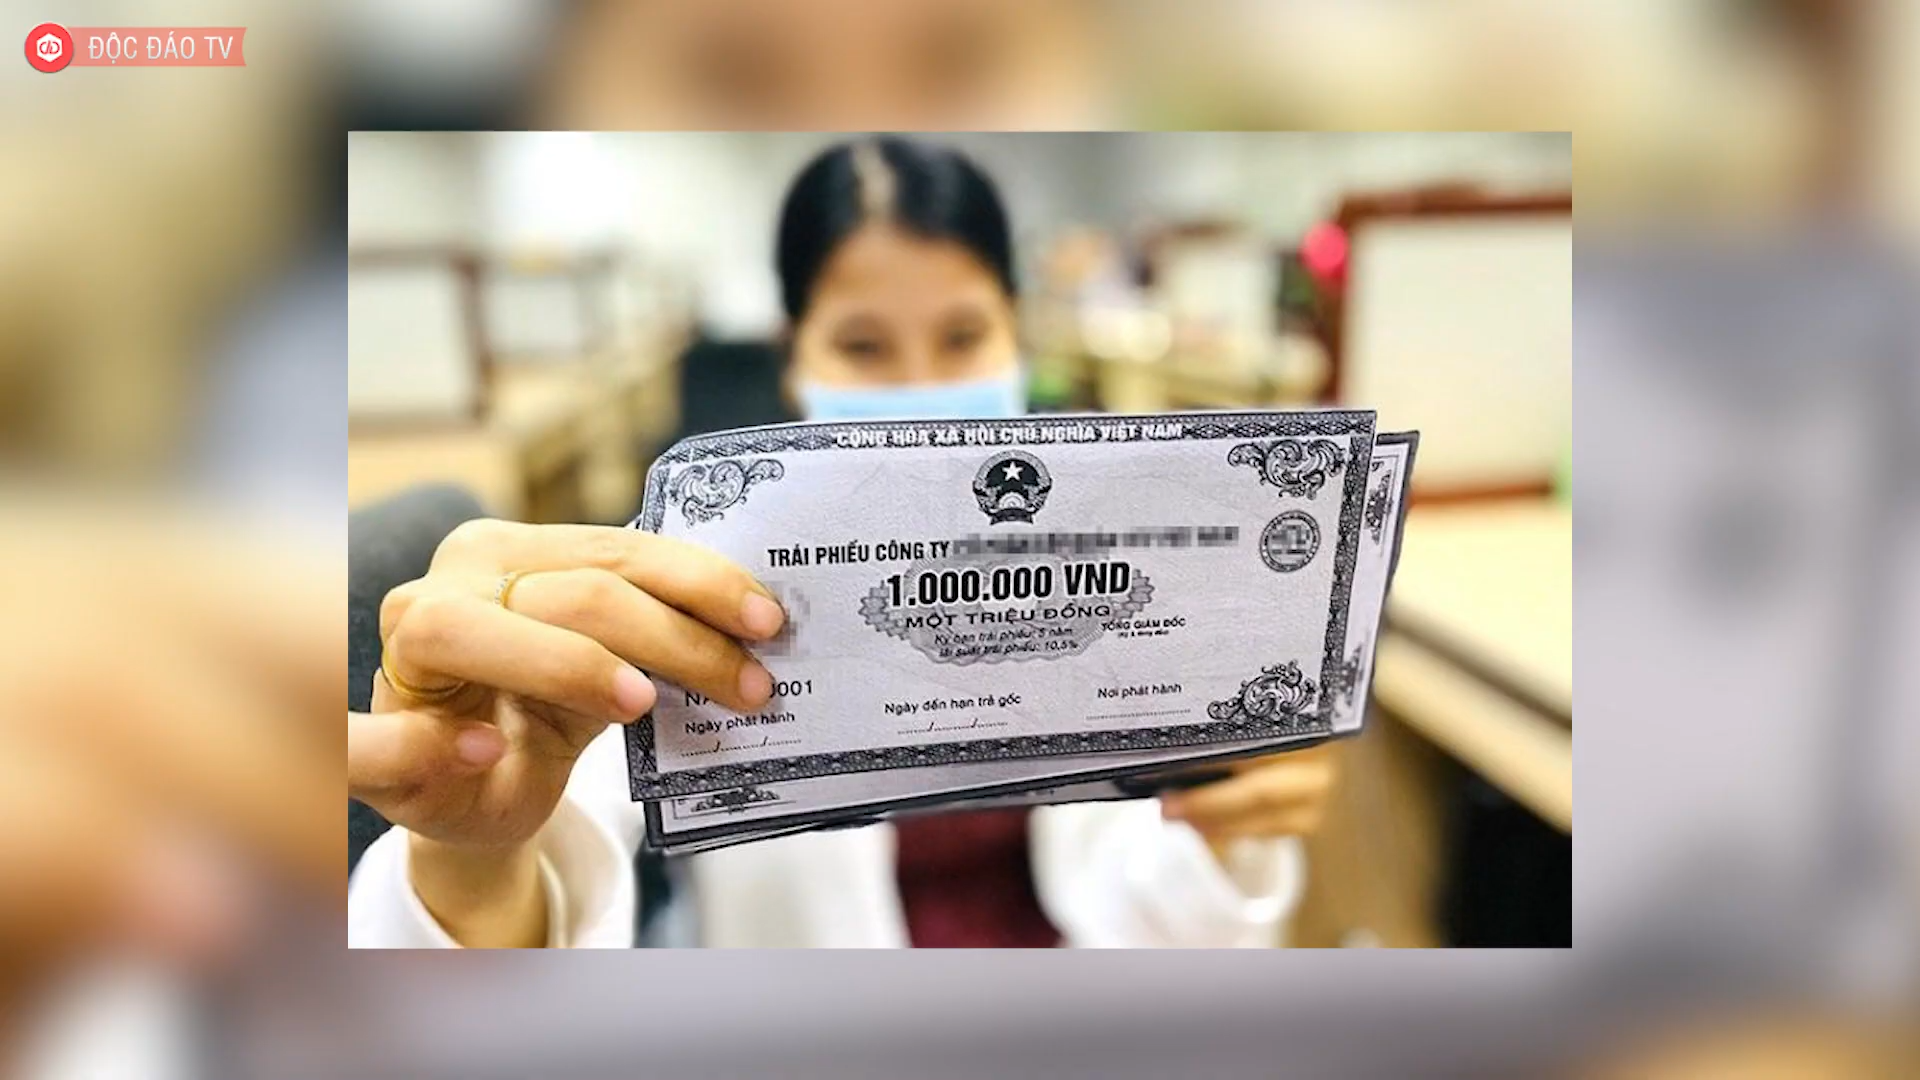 ĐỘC ĐÁO TV
CỘNG HÒA XÃ HỘI CHỦ NGHĨA VIỆT NAM
TRÁI PHIẾU CÔNG TY
1.000.000 VND
MỘT TRIỆU ĐỒNG
Kỳ hạn trái phiếu: 5 năm
lãi suất trái phiếu: 10,5%
TỔNG GIÁM ĐỐC
001
Ngày phát hành
Ngày đến hạn trả gốc
Nơi phát hành